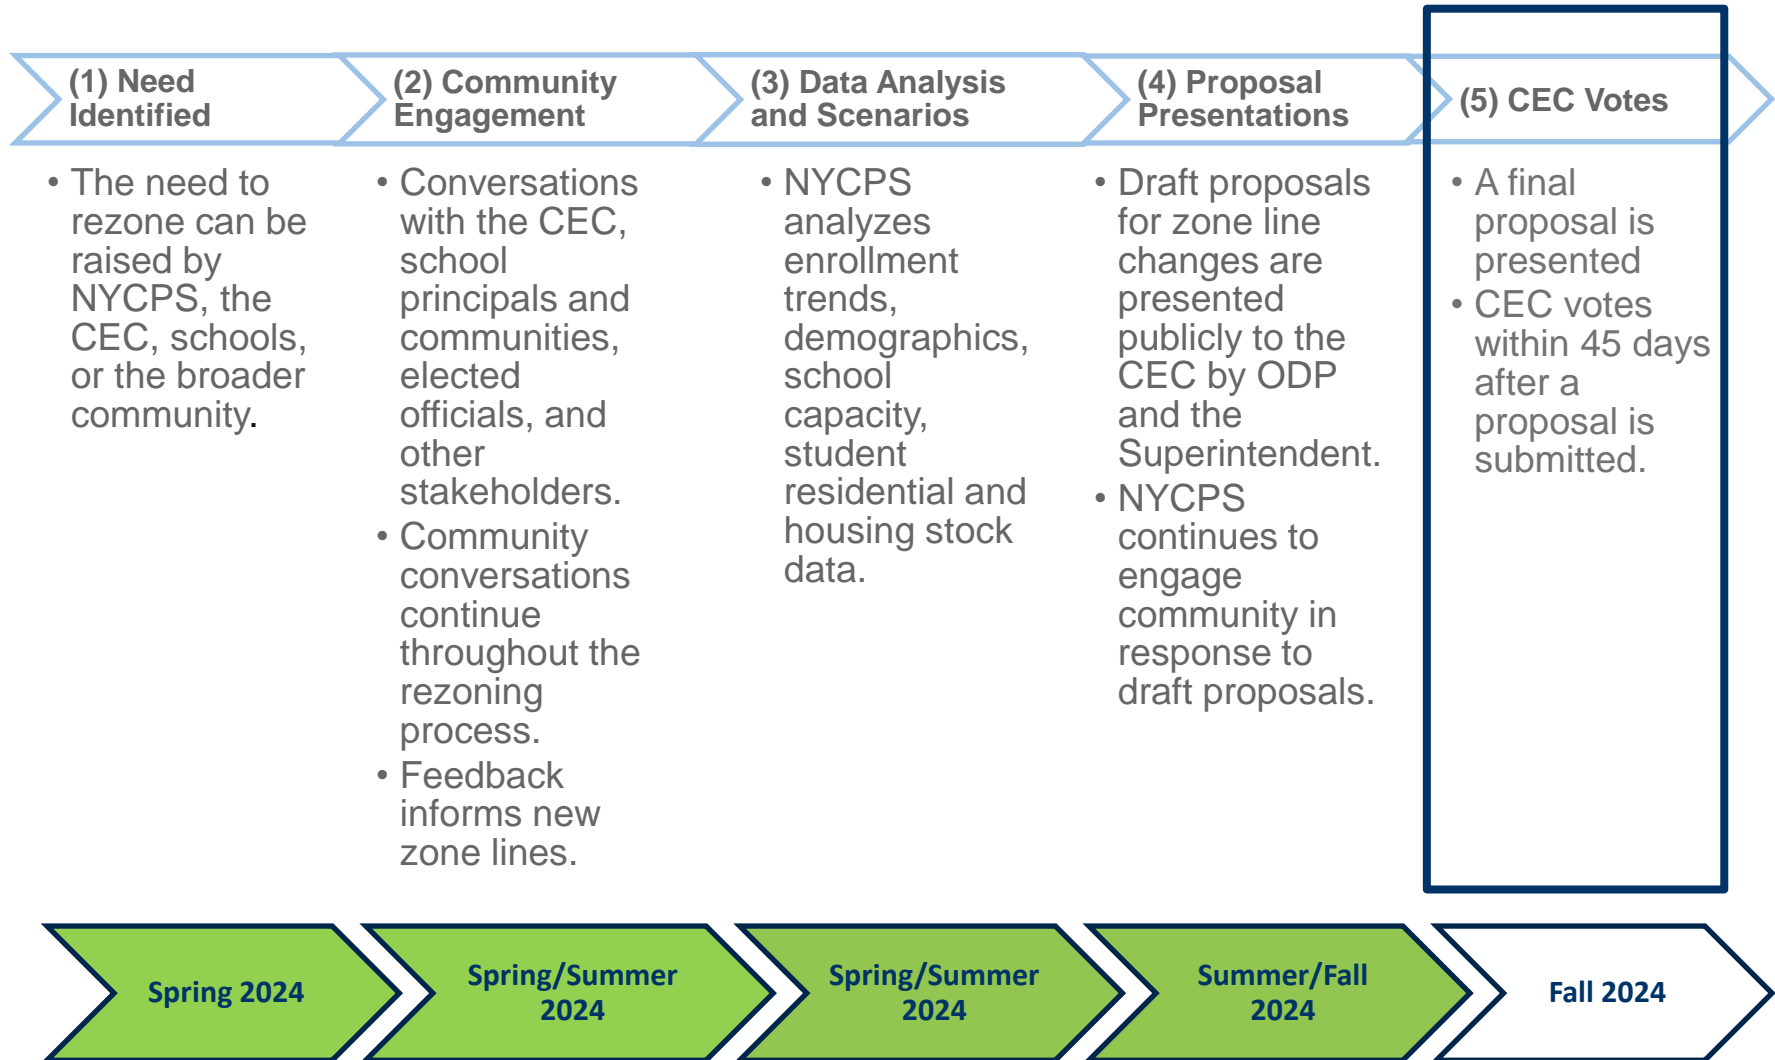 (1) Need
Identified
• The need to
rezone can be
raised by
NYCPS, the
CEC, schools,
or the broader
community.
(2) Community
Engagement
• Conversations
with the CEC,
school
principals and
communities,
elected
officials, and
other
stakeholders.
• Community
conversations
continue
throughout the
rezoning
process.
• Feedback
informs new
zone lines.
(3) Data Analysis
and Scenarios
• NYCPS
analyzes
enrollment
trends,
demographics,
school
capacity,
student
residential and
housing stock
data.
(4) Proposal
Presentations
• Draft proposals
for zone line
changes are
presented
publicly to the
CEC by ODP
and the
Superintendent.
• NYCPS
continues to
engage
community in
response to
draft proposals.
(5) CEC Votes
• A final
proposal is
presented
• CEC votes
within 45 days
after a
proposal is
submitted.
Spring 2024
Spring/Summer
2024
Spring/Summer
2024
Summer/Fall
2024
Fall 2024